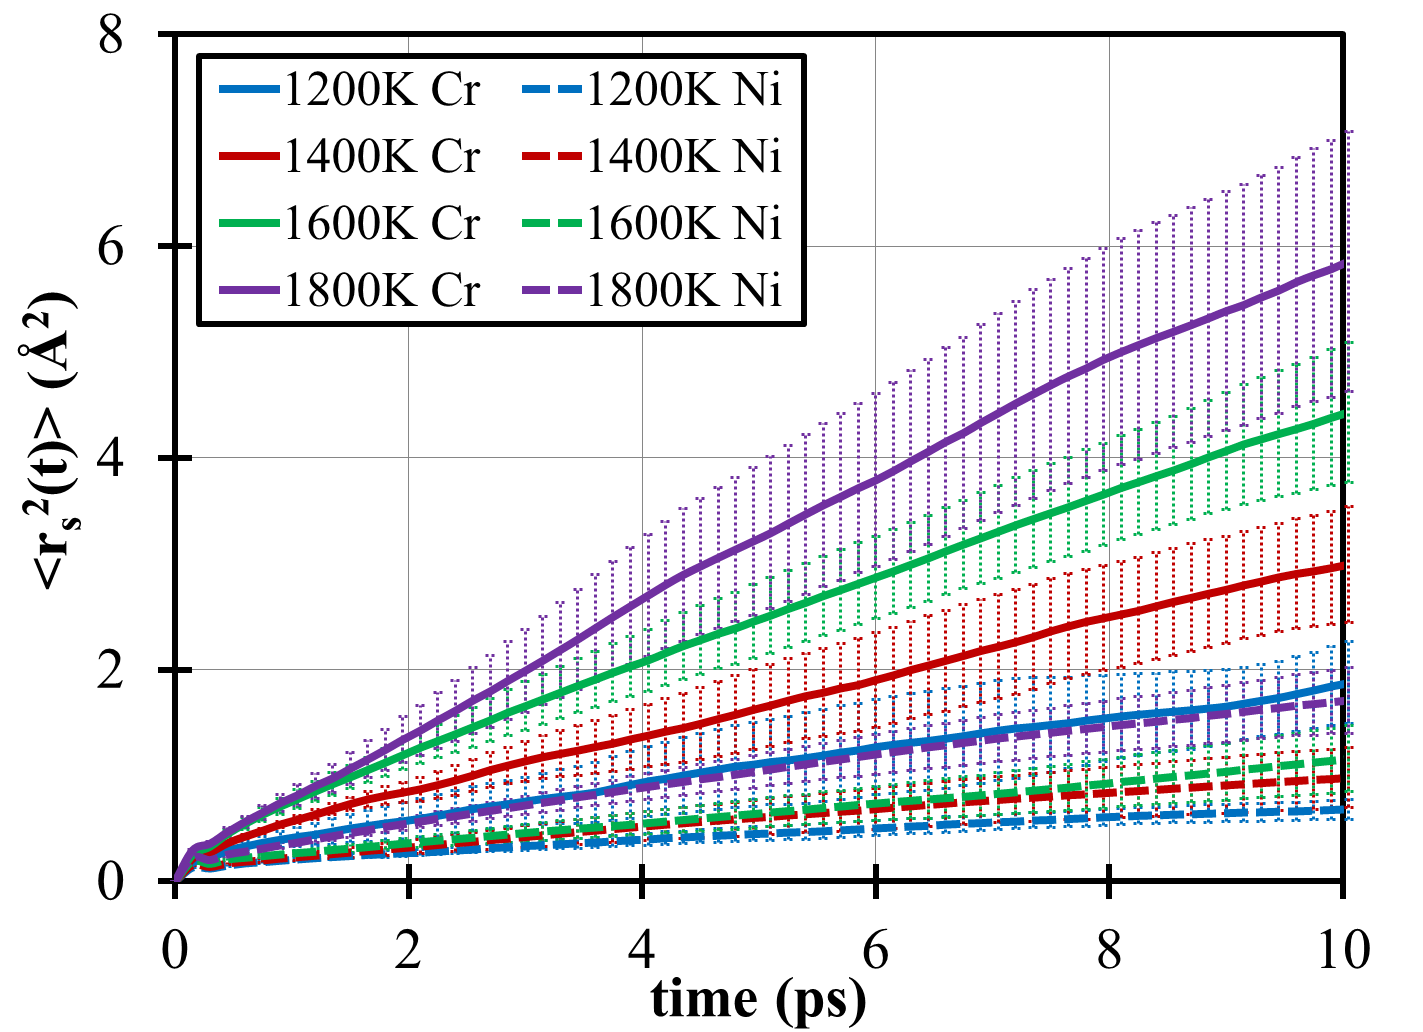 8
1200K Cr 1200K Ni
1400K Cr 1400K Ni
1600K Cr 1600K Ni
1800K Cr 1800K Ni
6
4
2
0
<rₛ²(t)> (Å²)
0 2 4 6 8 10
time (ps)